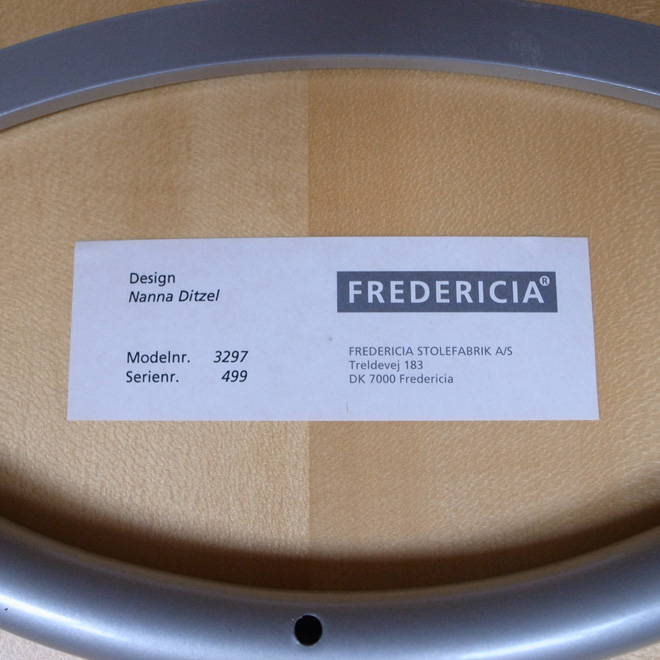 Design
Nanna Ditzel
Modelnr. 3297
Serienr. 499
FREDERICIA®
FREDERICIA STOLEFABRIK A/S
Treldevej 183
DK 7000 Fredericia